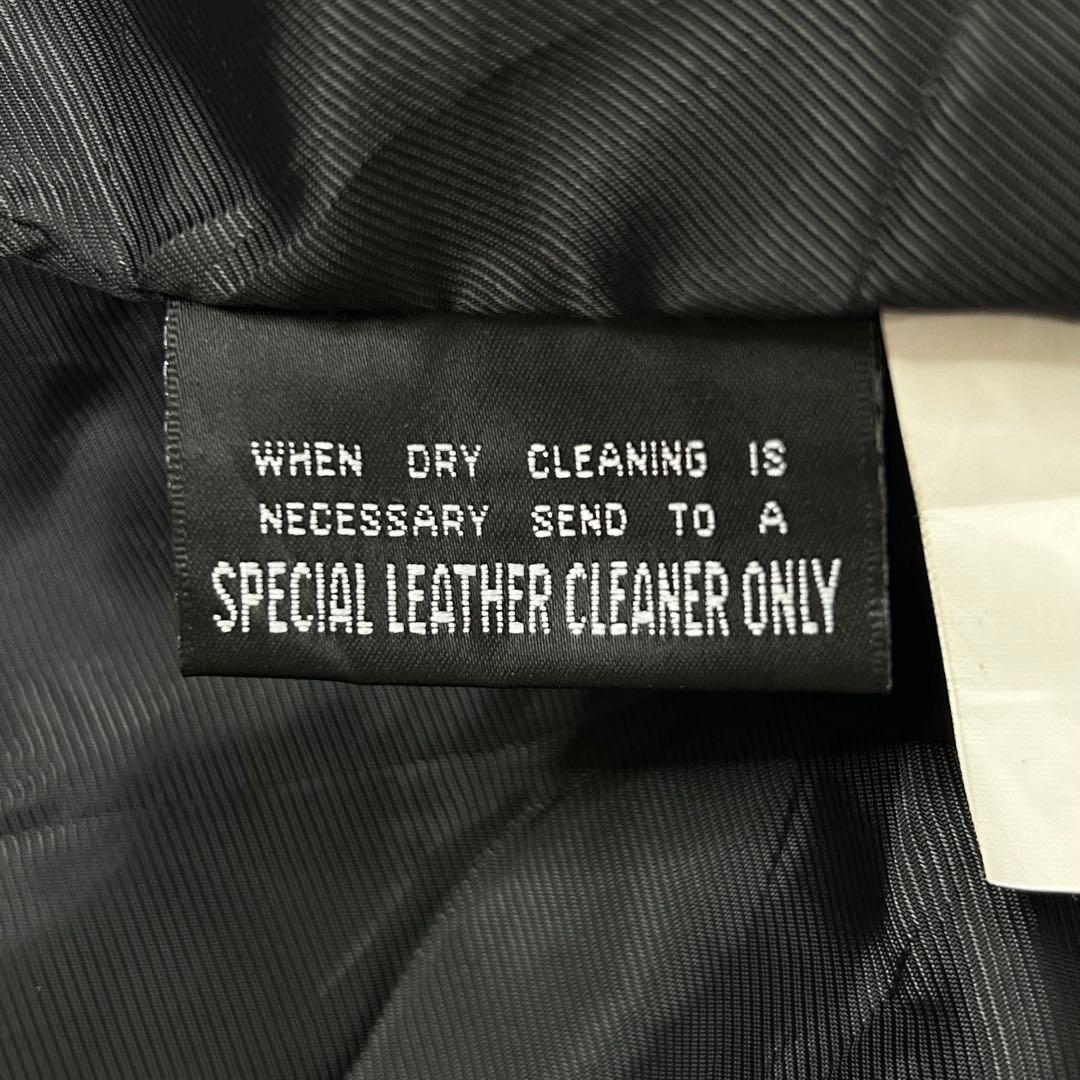 WHEN DRY CLEANING IS
NECESSARY SEND TO A
SPECIAL LEATHER CLEANER ONLY